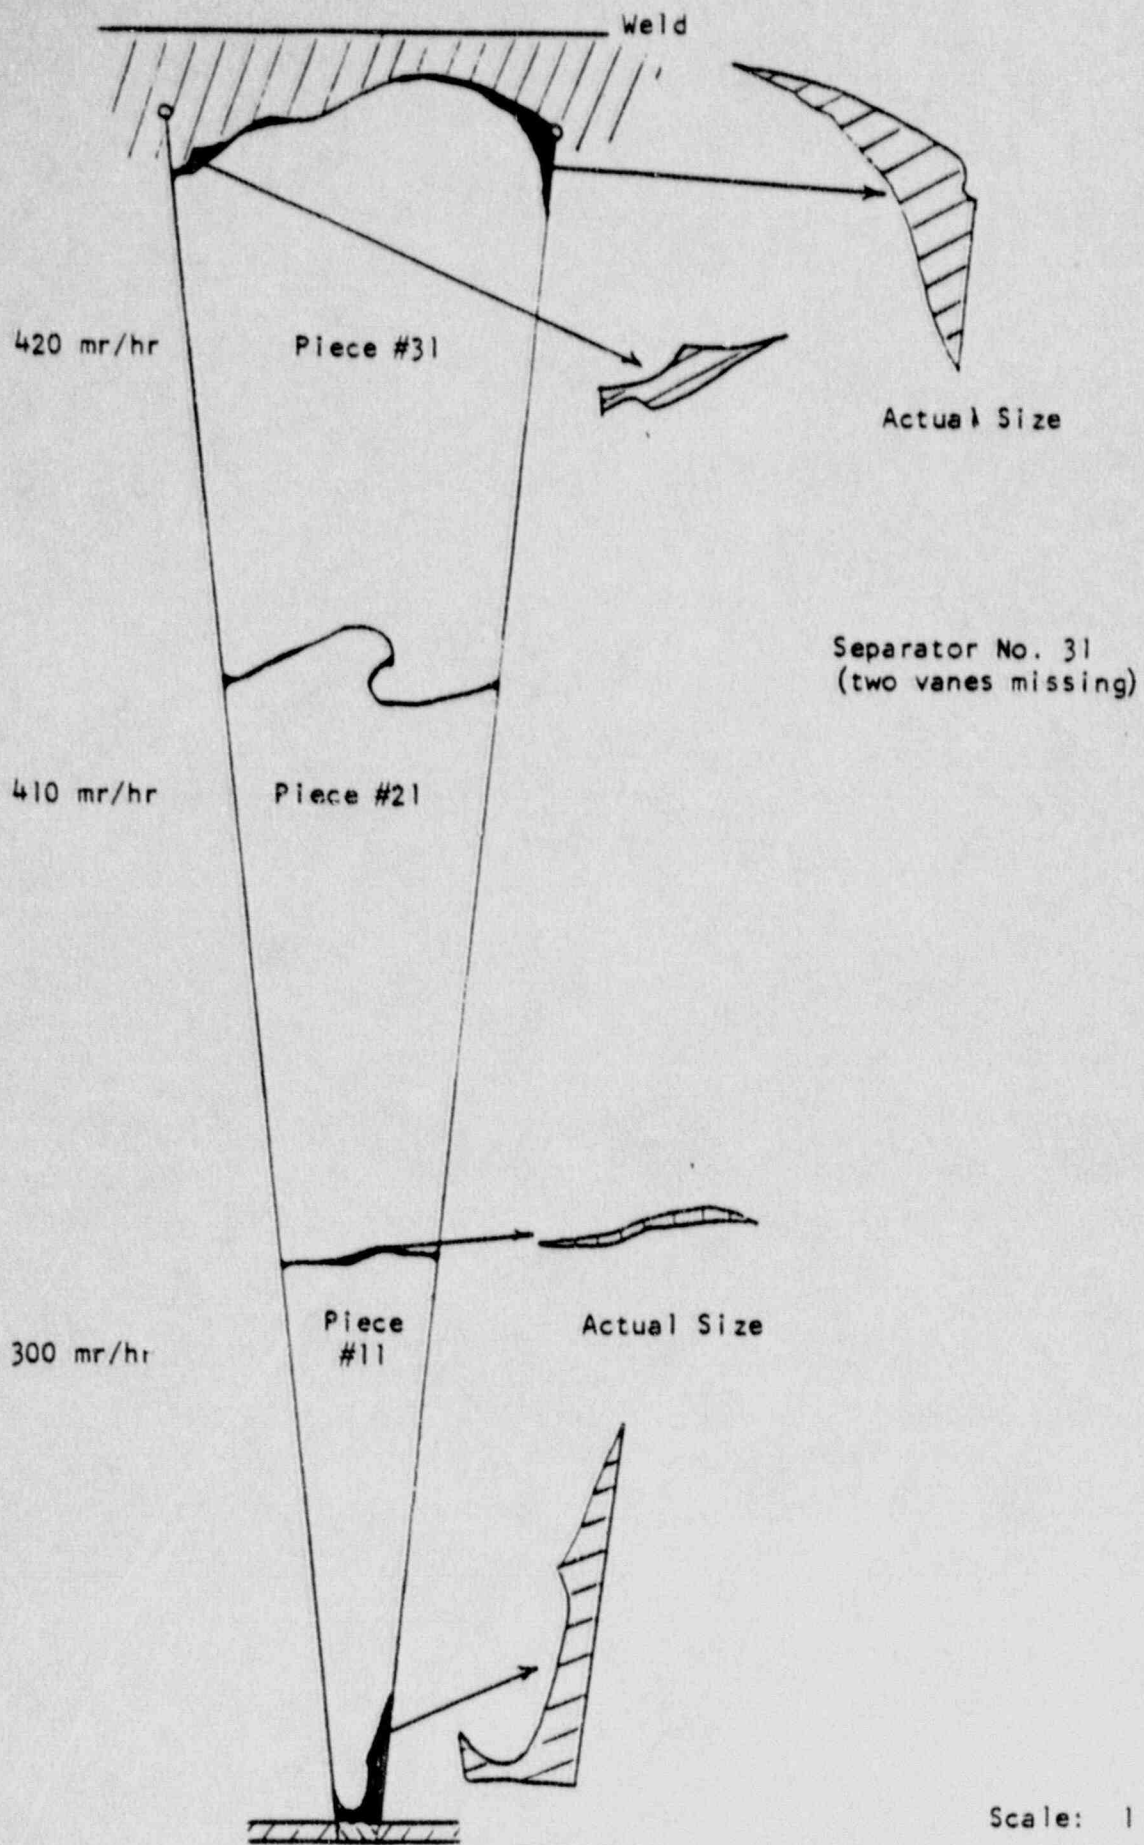 Weld
420 mr/hr
Piece #31
Actual Size
Separator No. 31
(two vanes missing)
410 mr/hr
Piece #21
Piece
#11
Actual Size
300 mr/hr
Scale: 1